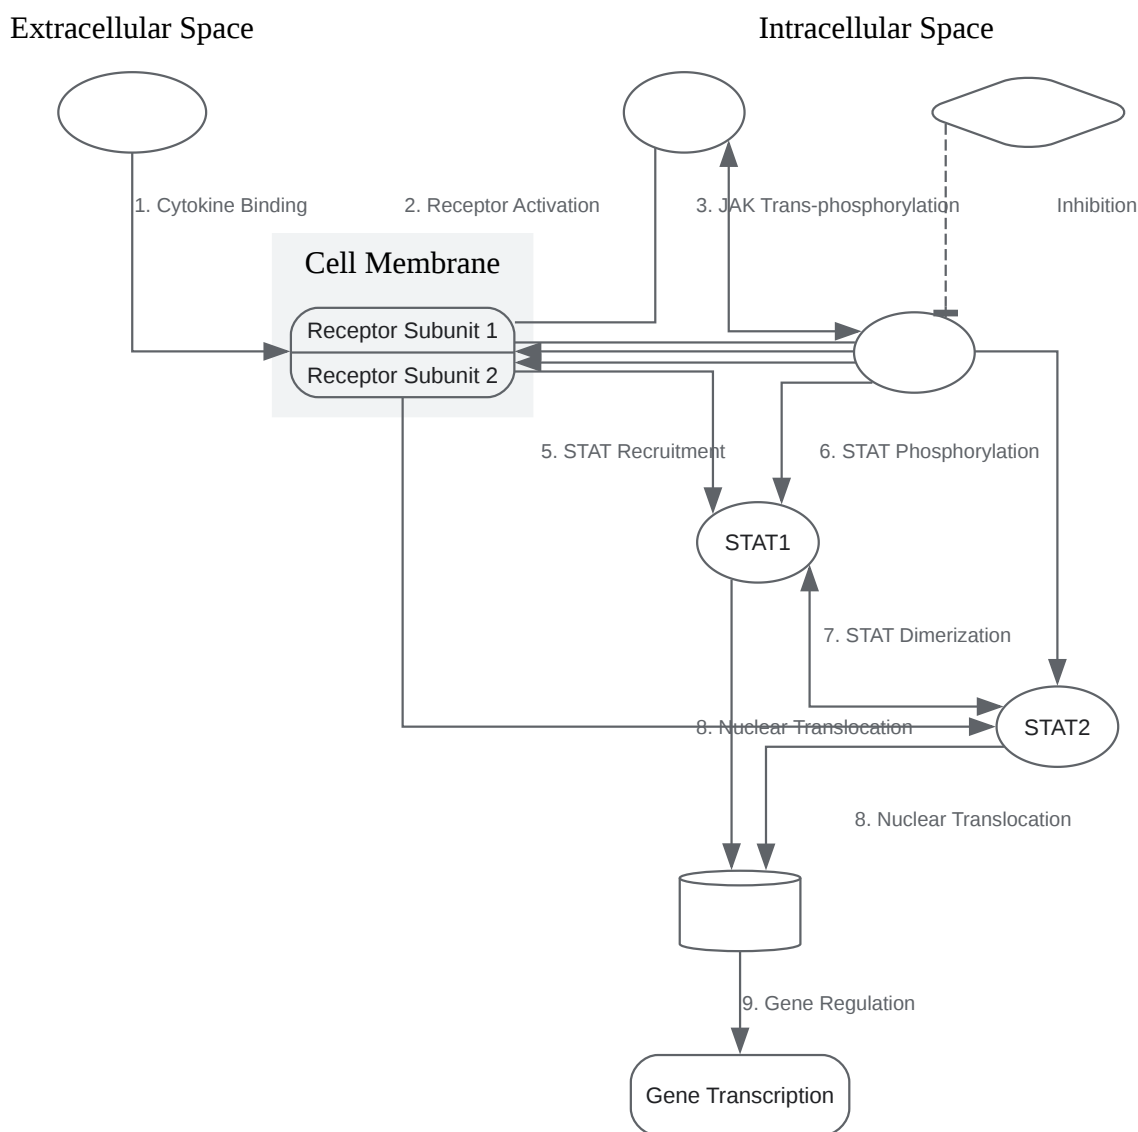 Extracellular Space
Intracellular Space
1. Cytokine Binding
2. Receptor Activation
3. JAK Trans-phosphorylation
Inhibition
Cell Membrane
Receptor Subunit 1
Receptor Subunit 2
5. STAT Recruitment
6. STAT Phosphorylation
STAT1
7. STAT Dimerization
8. Nuclear Translocation
STAT2
8. Nuclear Translocation
9. Gene Regulation
Gene Transcription